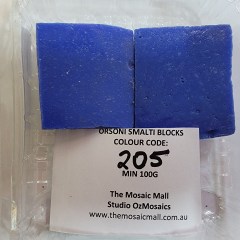 ORSONI SMALTI BLOCKS
COLOUR CODE:
205
MIN 100G
The Mosaic Mall
Studio OzMosaics
www.themosaicmall.com.au